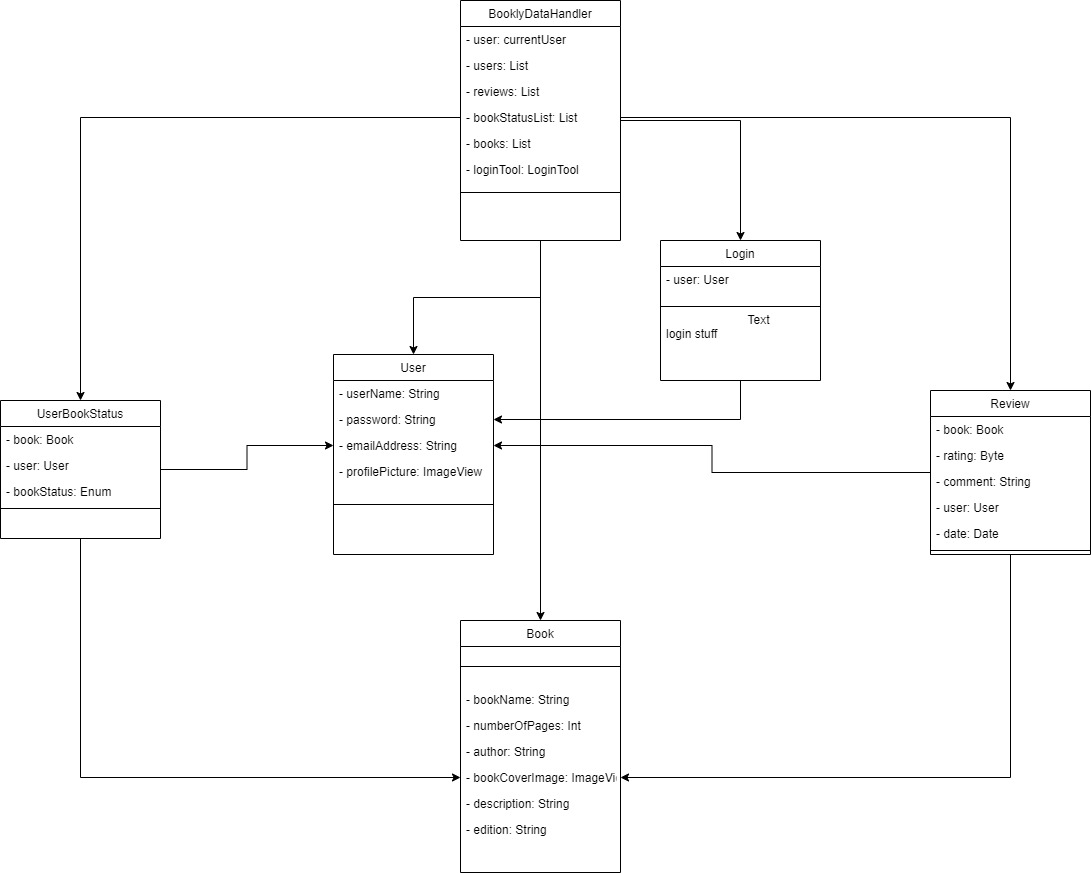 BooklyDataHandler
- user: currentUser
- users: List
- reviews: List
- bookStatusList: List
- books: List
- loginTool: LoginTool
Login
- user: User
Text
login stuff
User
- userName: String
- password: String
- emailAddress: String
- profilePicture: ImageView
UserBookStatus
- book: Book
- user: User
- bookStatus: Enum
Review
- book: Book
- rating: Byte
- comment: String
- user: User
- date: Date
Book
- bookName: String
- numberOfPages: Int
- author: String
- bookCoverImage: ImageVi
- description: String
- edition: String